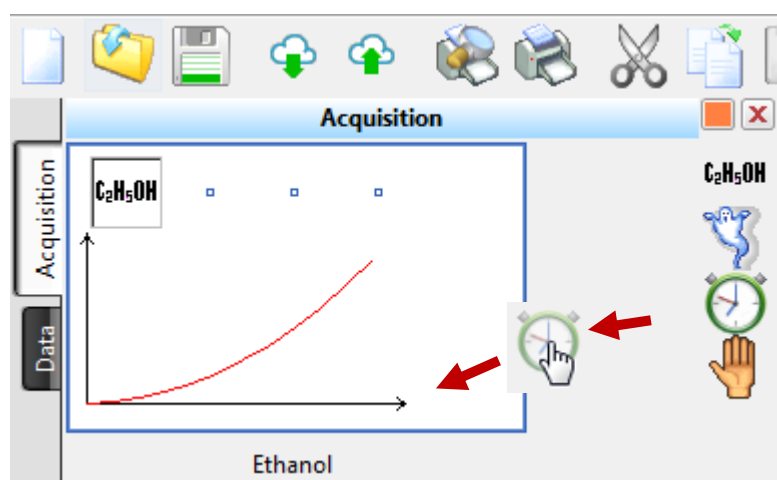 Acquisition
Acquisition
Data
C₂H₅OH
C₂H₅OH
Ethanol